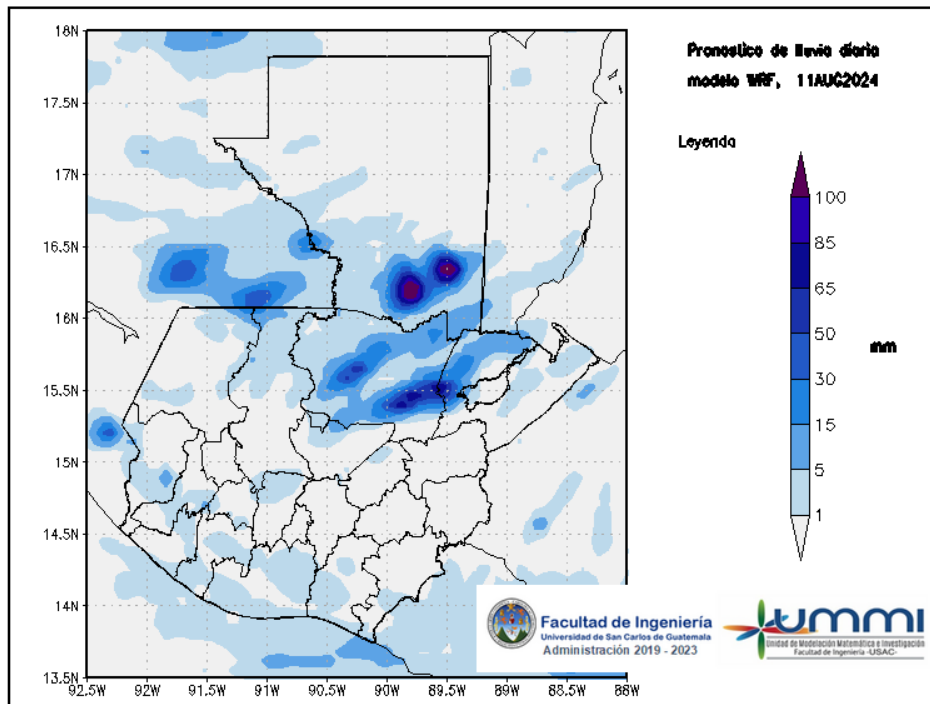 Pronostico de lluvia diaria
modelo WRF, 11AUG2024
Leyenda
100
85
65
50
30
15
5
1
mm
18N
17.5N
17N
16.5N
16N
15.5N
15N
14.5N
14N
13.5N
92.5W
92W
91.5W
91W
90.5W
90W
89.5W
89W
88.5W
88W
Facultad de Ingeniería
Universidad de San Carlos de Guatemala
Administración 2019 - 2023
ummi
Unidad de Modelación Matemática e Investigación
Facultad de Ingeniería -USAC-